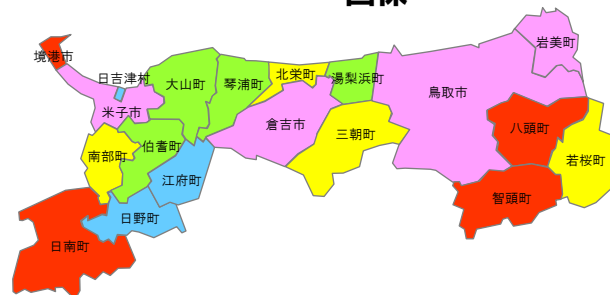 境港市
岩美町
日吉津村
大山町
琴浦町
北栄町
湯梨浜町
鳥取市
米子市
倉吉市
三朝町
八頭町
南部町
伯耆町
江府町
若桜町
智頭町
日野町
日南町